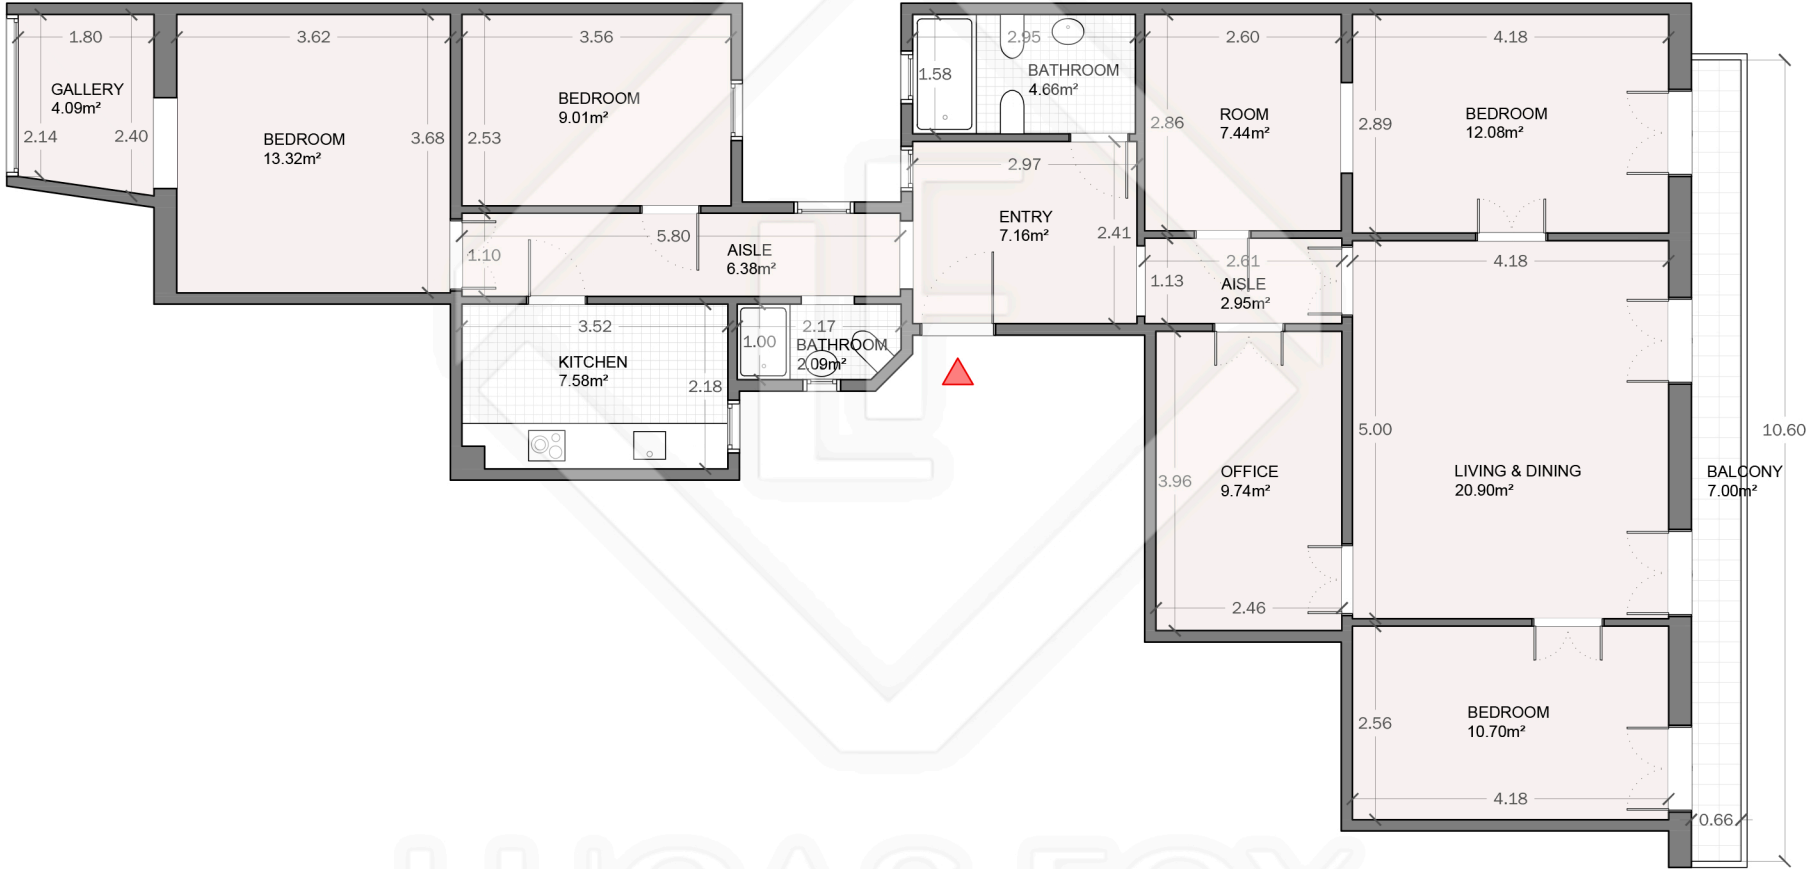 1.80
3.62
3.56
2.95
2.60
4.18
GALLERY
4.09m²
2.14
2.40
BEDROOM
13.32m²
3.68
2.53
BEDROOM
9.01m²
1.58
BATHROOM
4.66m²
2.86
ROOM
7.44m²
2.89
BEDROOM
12.08m²
2.97
ENTRY
7.16m²
2.41
5.80
1.10
AISLE
6.38m²
2.61
1.13
AISLE
2.95m²
4.18
3.52
KITCHEN
7.58m²
2.18
2.17
1.00
BATHROOM
2.09m²
3.96
OFFICE
9.74m²
2.46
5.00
LIVING & DINING
20.90m²
BALCONY
7.00m²
10.60
2.56
BEDROOM
10.70m²
4.18
0.66
LUCAS FOX